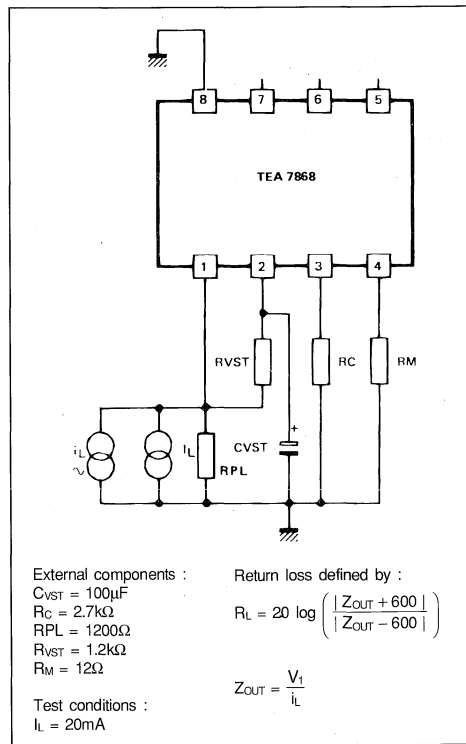 8 7 6 5
TEA 7868
1 2 3 4
RVST RC RM
iL IL CVST +
RPL
External components :
CVST = 100µF
RC = 2.7kΩ
RPL = 1200Ω
RVST = 1.2kΩ
RM = 12Ω
Test conditions :
IL = 20mA
Return loss defined by :
RL = 20 log ( | ZOUT + 600 | / | ZOUT − 600 | )
ZOUT = V1 / iL